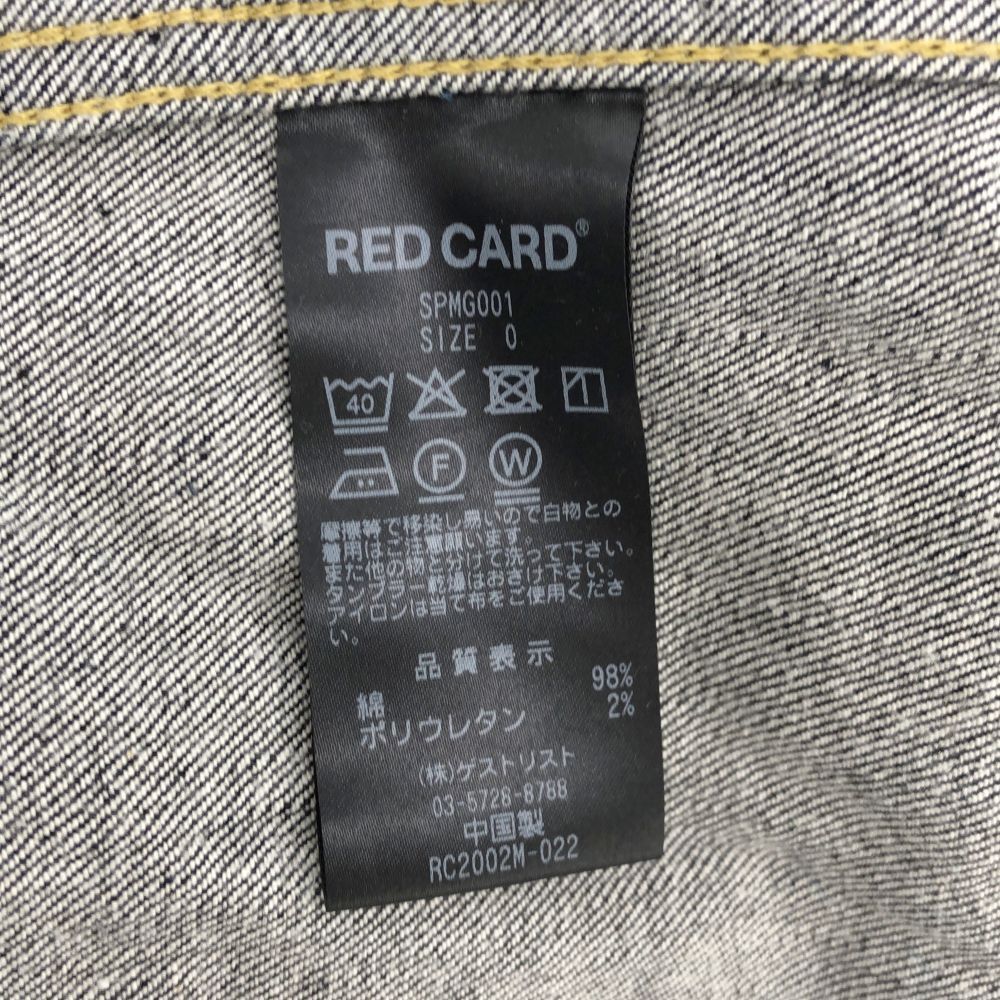 RED CARD®
SPMG001
SIZE 0
40
F W
摩擦等で移染し易いので白物との
着用はご注意願います。
また他の物と分けて洗って下さい。
タンブラー乾燥はおさけ下さい。
アイロンは当て布をご使用くださ
い。
品質表示
綿 98%
ポリウレタン 2%
(株)ゲストリスト
03-5728-8788
中国製
RC2002M-022